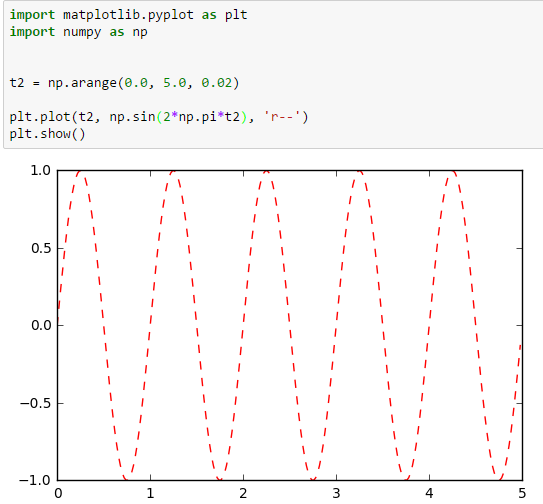 import matplotlib.pyplot as plt
import numpy as np
t2 = np.arange(0.0, 5.0, 0.02)
plt.plot(t2, np.sin(2*np.pi*t2), 'r--')
plt.show()
1.0
0.5
0.0
−0.5
−1.0
0 1 2 3 4 5